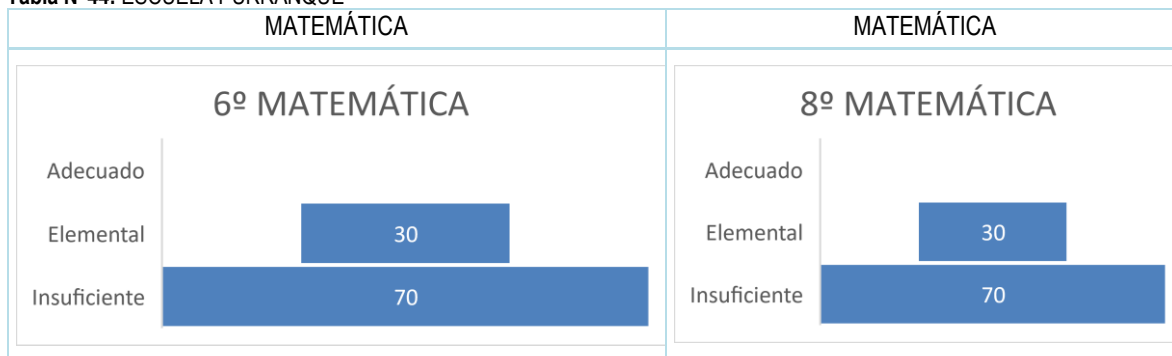 MATEMÁTICA
MATEMÁTICA
6º MATEMÁTICA
Adecuado
Elemental
30
Insuficiente
70
8º MATEMÁTICA
Adecuado
Elemental
30
Insuficiente
70